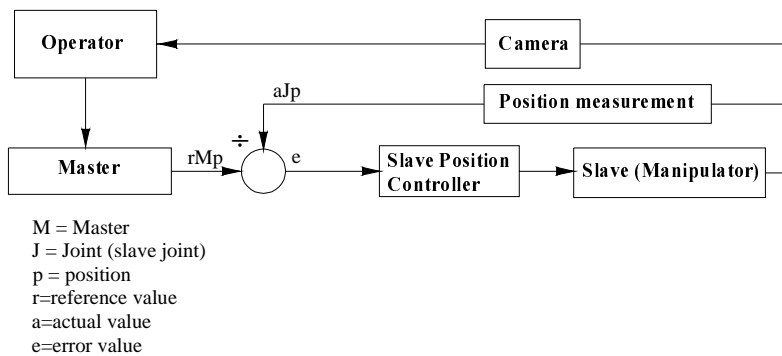 Operator
Camera
aJp
Position measurement
÷
rMp
e
Master
Slave Position
Controller
Slave (Manipulator)
M = Master
J = Joint (slave joint)
p = position
r=reference value
a=actual value
e=error value